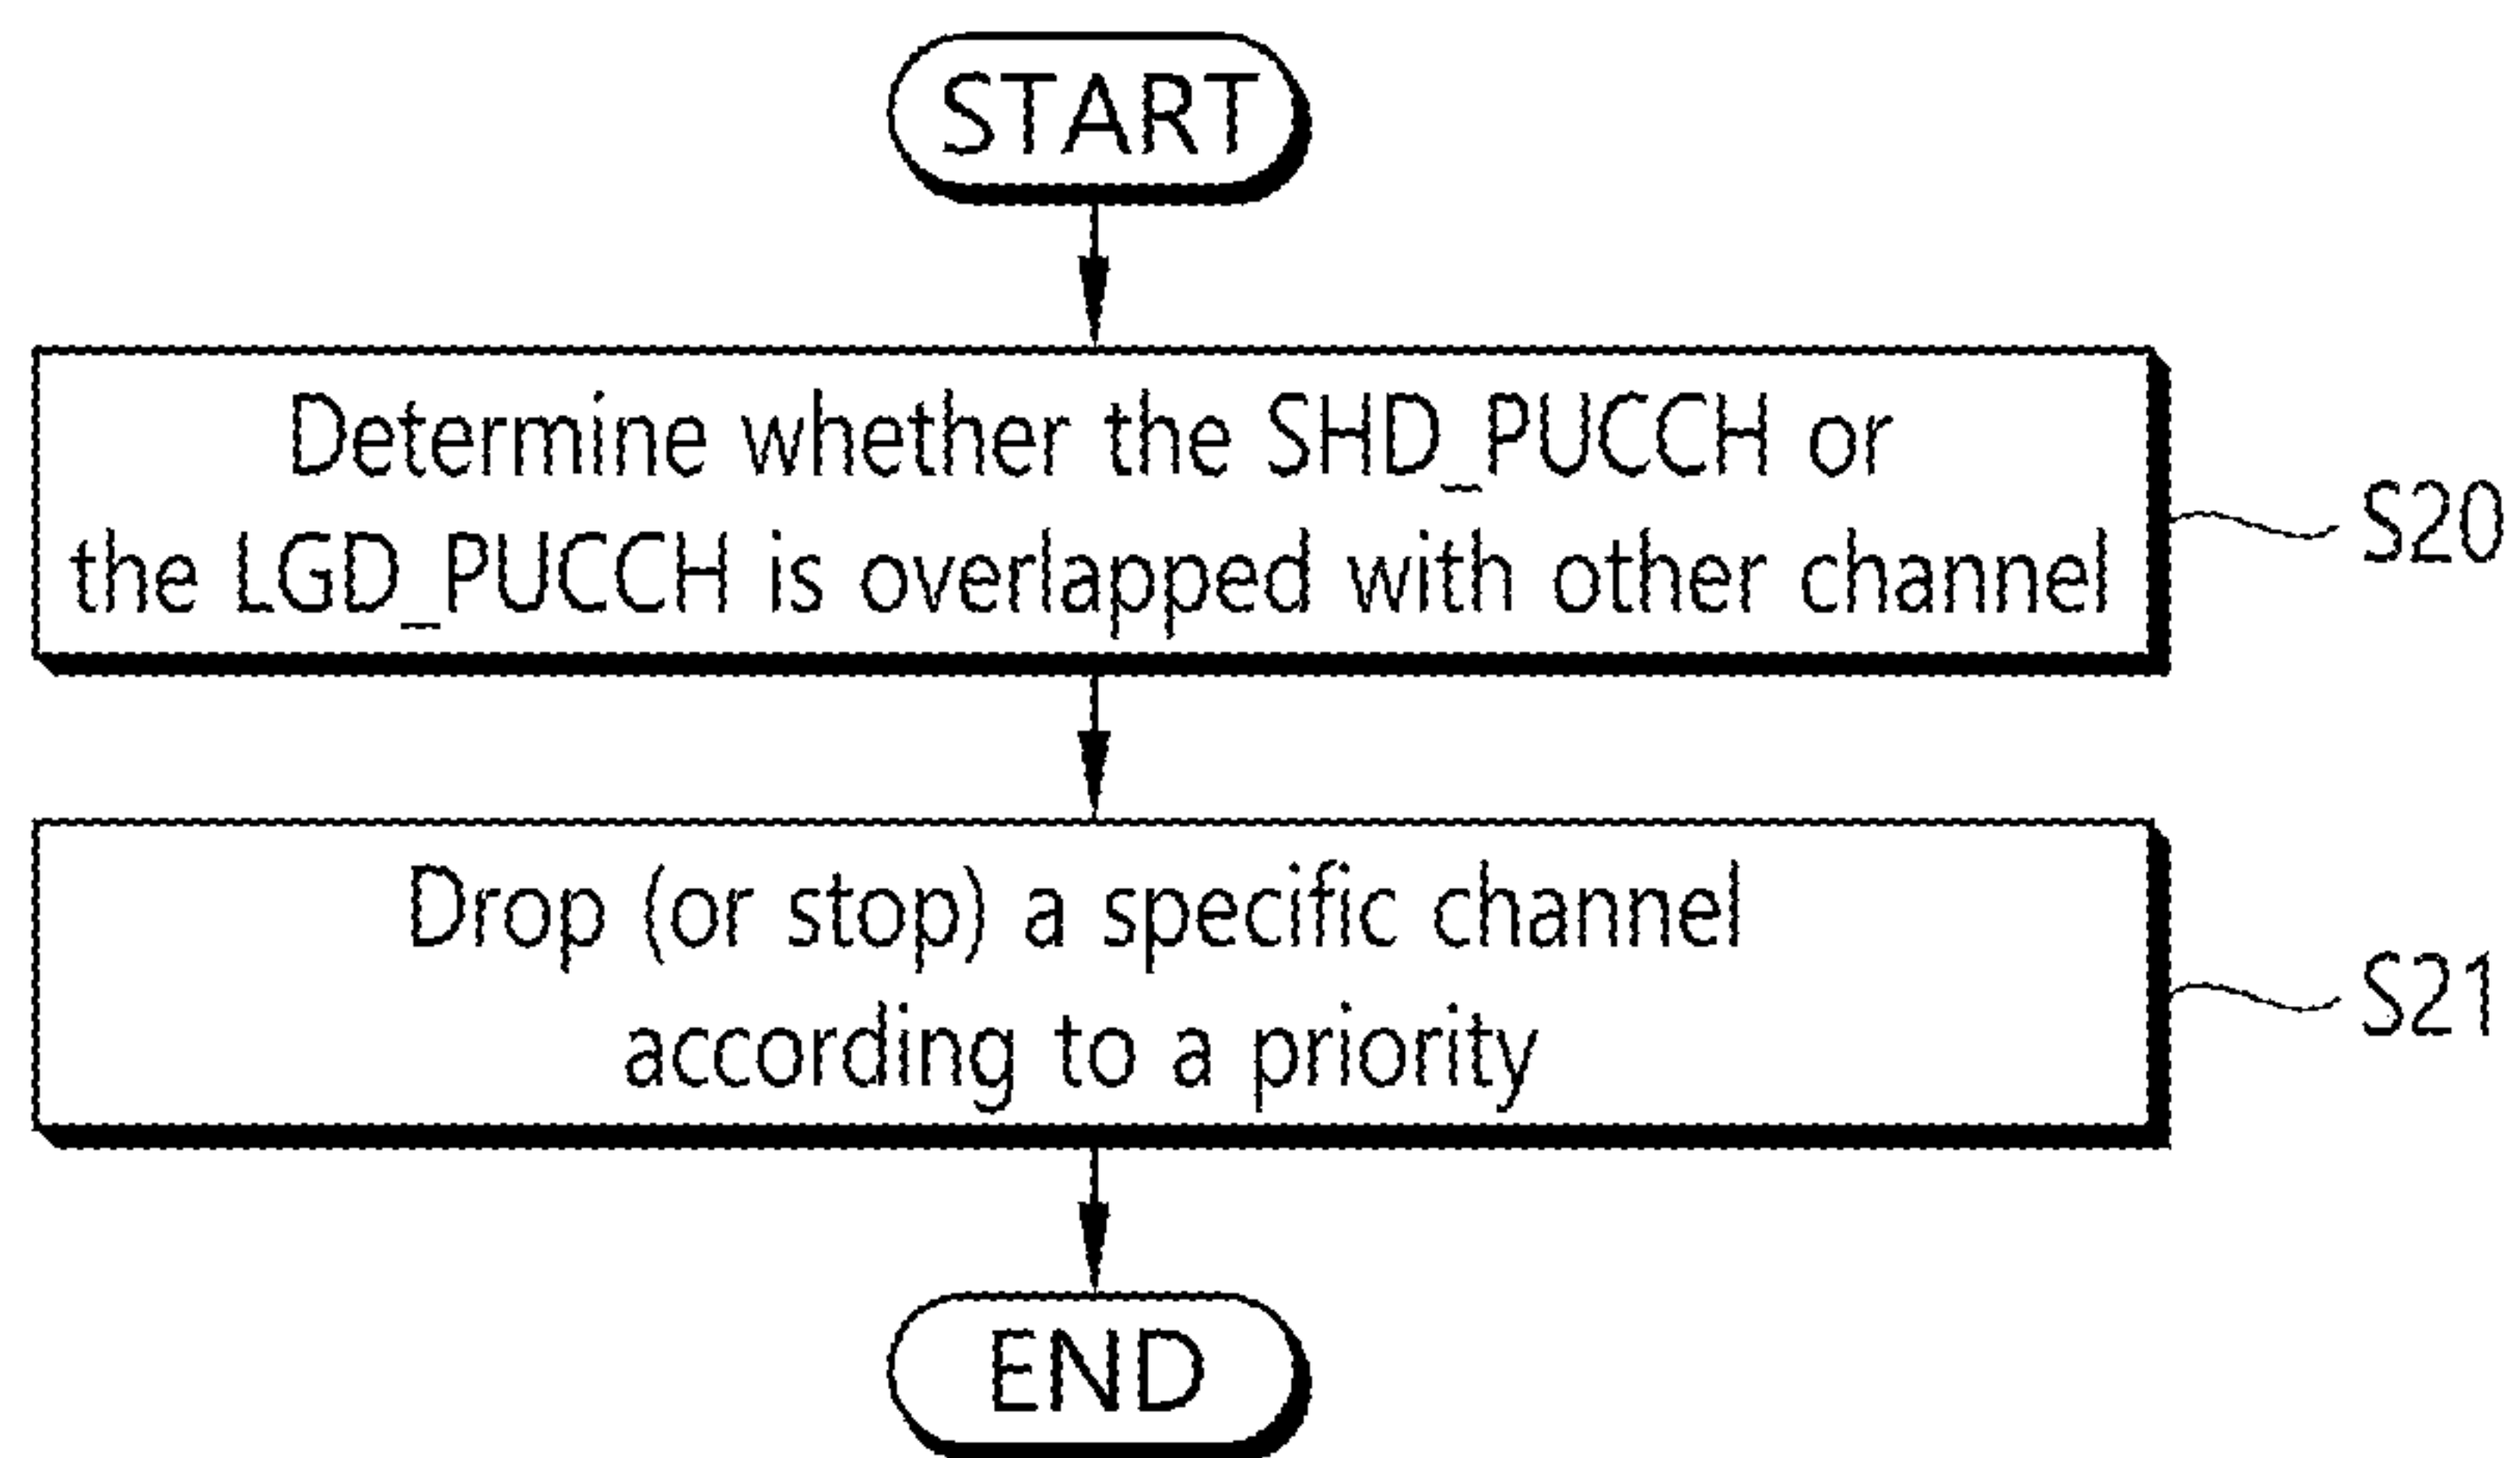 START
Determine whether the SHD_PUCCH or
the LGD_PUCCH is overlapped with other channel
S20
Drop (or stop) a specific channel
according to a priority
S21
END